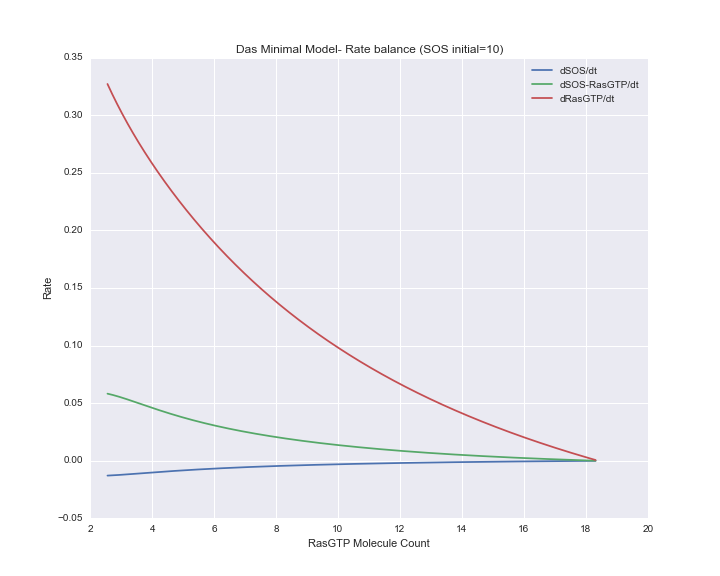 Das Minimal Model- Rate balance (SOS initial=10)
0.35
0.30
0.25
0.20
0.15
0.10
0.05
0.00
−0.05
Rate
dSOS/dt
dSOS-RasGTP/dt
dRasGTP/dt
2 4 6 8 10 12 14 16 18 20
RasGTP Molecule Count